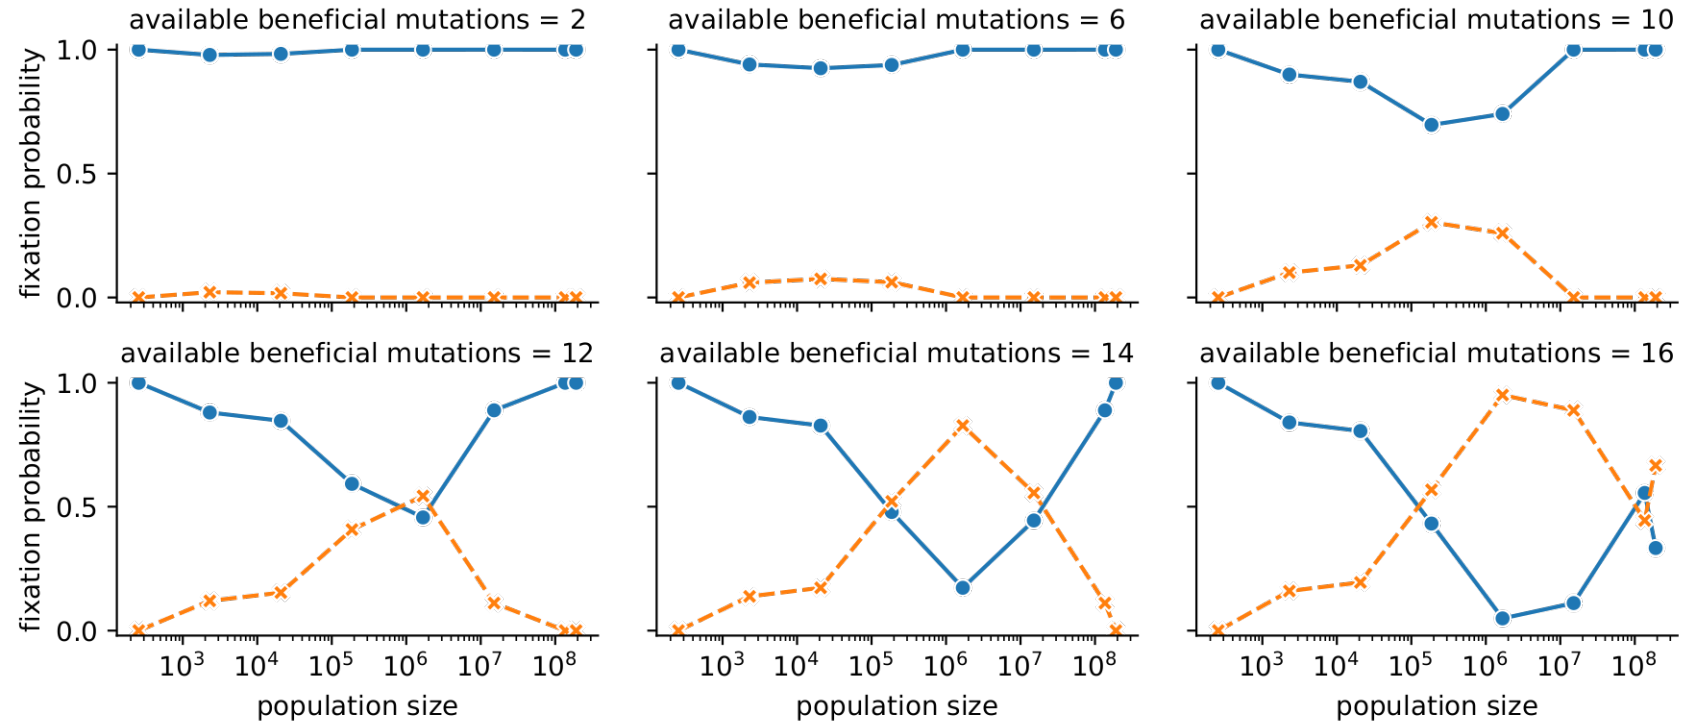 available beneficial mutations = 2
available beneficial mutations = 6
available beneficial mutations = 10
fixation probability
1.0
0.5
0.0
available beneficial mutations = 12
available beneficial mutations = 14
available beneficial mutations = 16
fixation probability
1.0
0.5
0.0
10³ 10⁴ 10⁵ 10⁶ 10⁷ 10⁸
10³ 10⁴ 10⁵ 10⁶ 10⁷ 10⁸
10³ 10⁴ 10⁵ 10⁶ 10⁷ 10⁸
population size
population size
population size